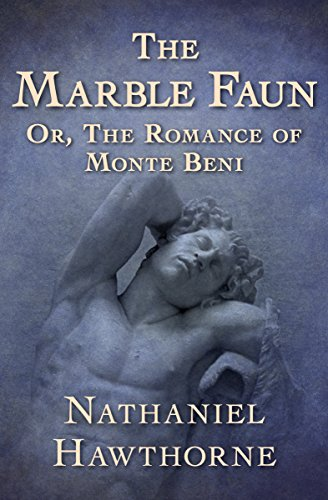 The
Marble Faun
Or, The Romance of
Monte Beni
Nathaniel
Hawthorne